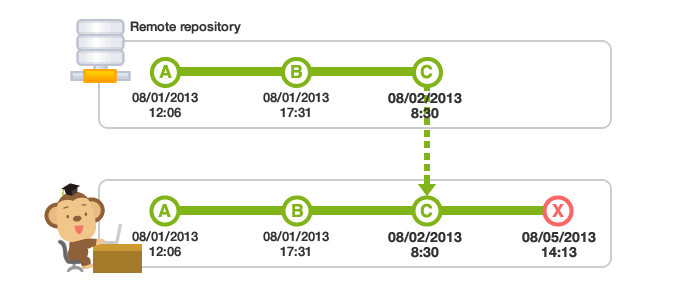 Remote repository
A B C
08/01/2013 08/01/2013 08/02/2013
12:06 17:31 8:30
A B C X
08/01/2013 08/01/2013 08/02/2013 08/05/2013
12:06 17:31 8:30 14:13